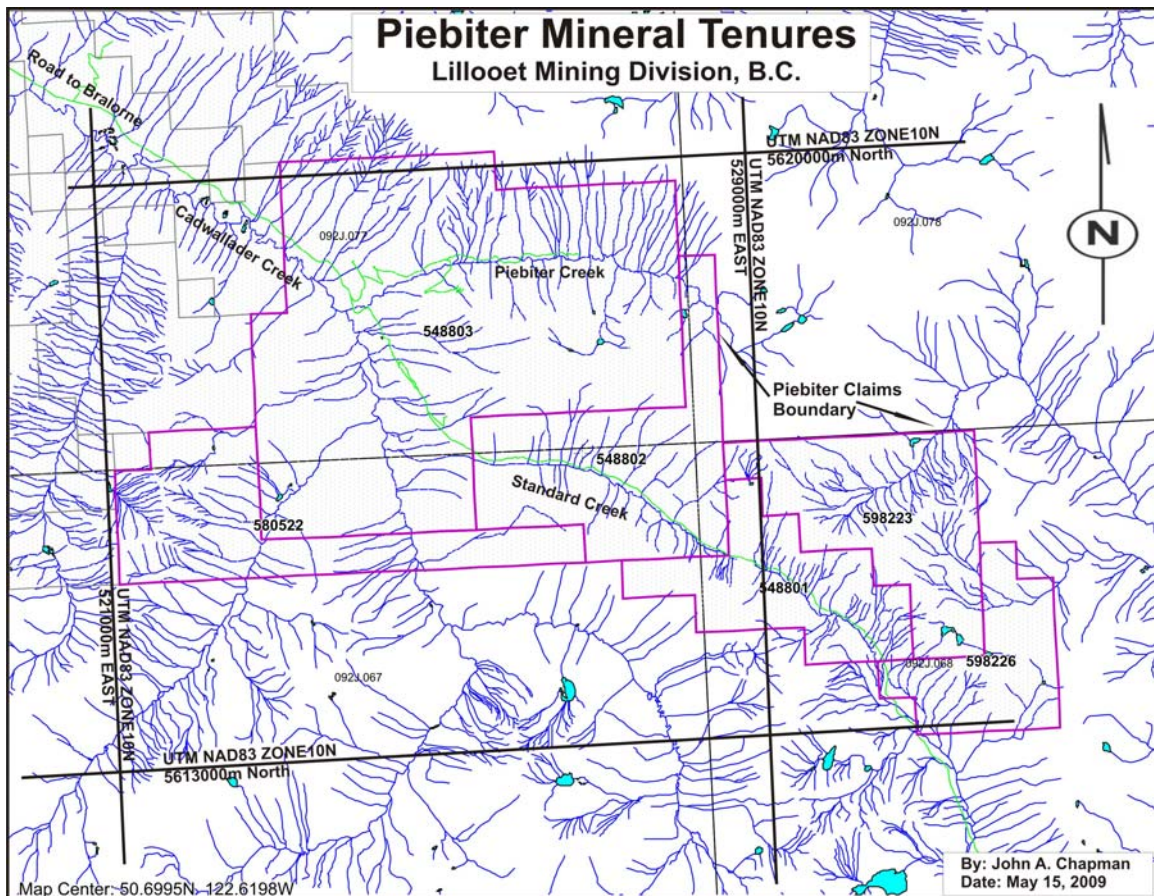 Piebiter Mineral Tenures
Lillooet Mining Division, B.C.
Road to Bralorne
UTM NAD83 ZONE10N
5620000m North
UTM NAD83 ZONE10N
529000m EAST
N
Cadwallader Creek
092J.077
092J.078
Piebiter Creek
548803
Piebiter Claims
Boundary
548802
Standard Creek
580522
598223
548801
UTM NAD83 ZONE10N
521000m EAST
092J.067
092J.068
598226
UTM NAD83 ZONE10N
5613000m North
Map Center: 50.6995N, 122.6198W
By: John A. Chapman
Date: May 15, 2009